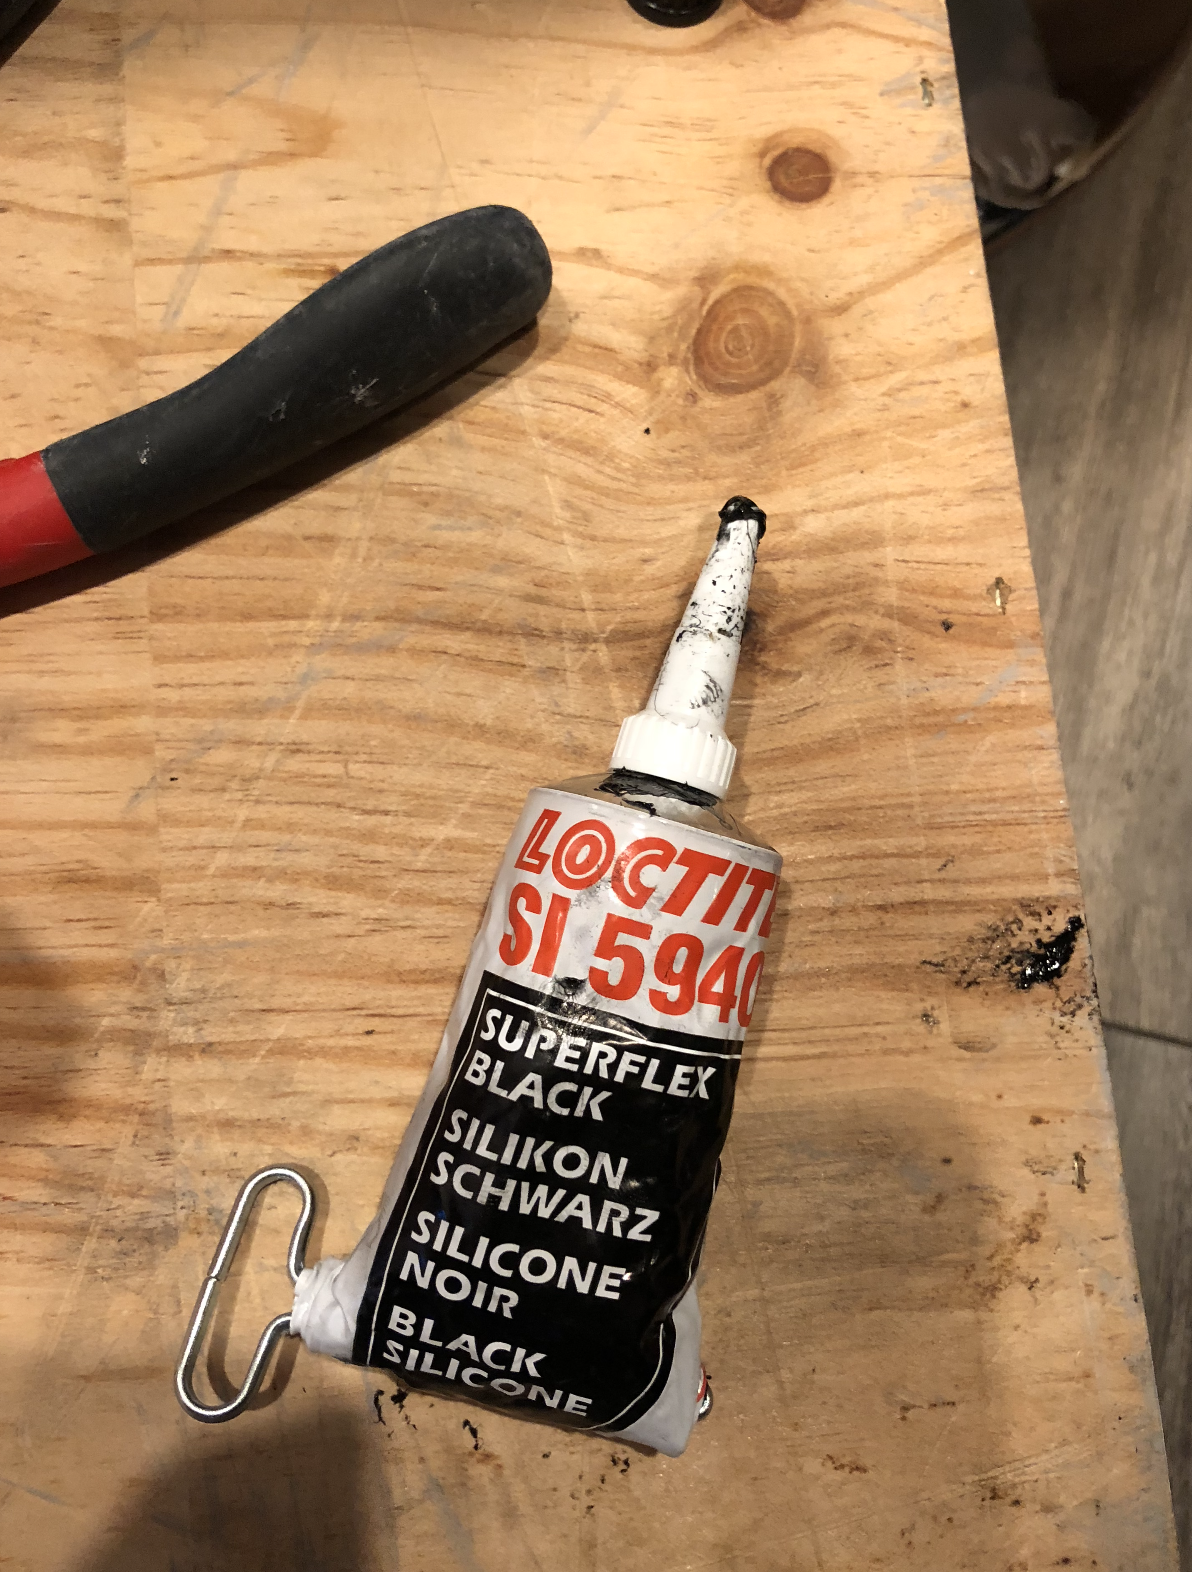 LOCTITE
SI 5940
SUPERFLEX
BLACK
SILIKON
SCHWARZ
SILICONE
NOIR
BLACK
SILICONE